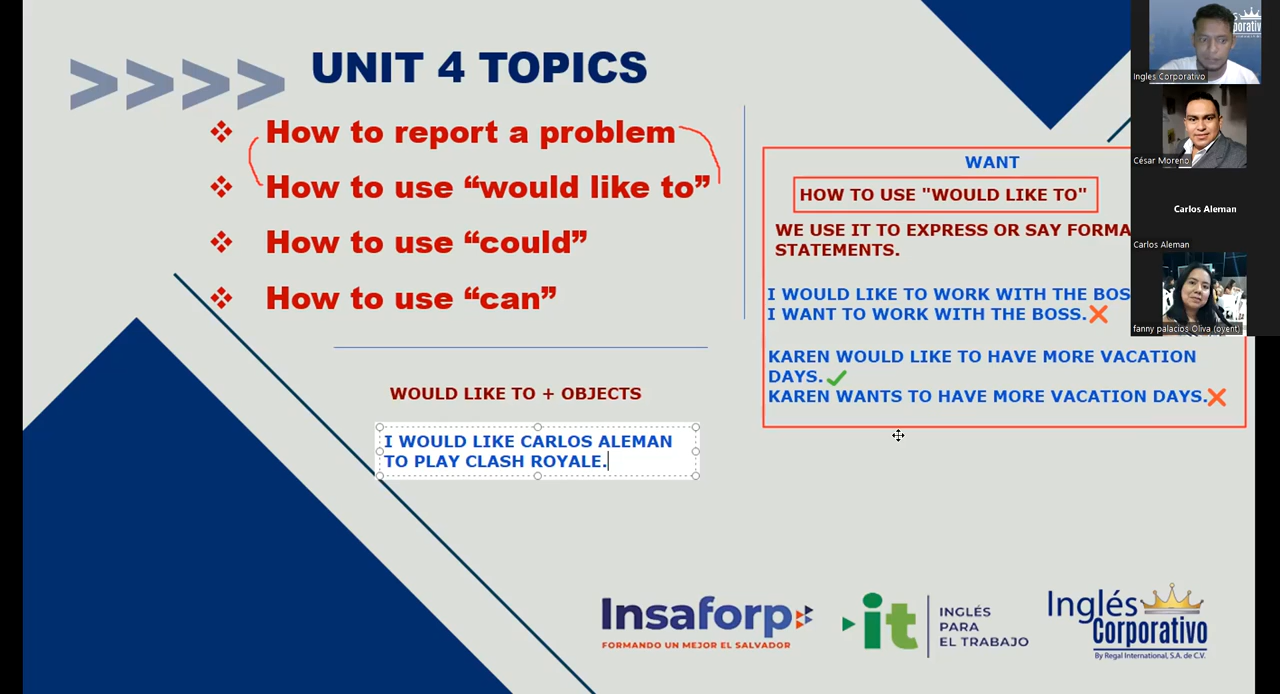 UNIT 4 TOPICS
How to report a problem
How to use “would like to”
How to use “could”
How to use “can”
WOULD LIKE TO + OBJECTS
I WOULD LIKE CARLOS ALEMAN
TO PLAY CLASH ROYALE.
WANT
HOW TO USE "WOULD LIKE TO"
WE USE IT TO EXPRESS OR SAY FORMA
STATEMENTS.
I WOULD LIKE TO WORK WITH THE BOS
I WANT TO WORK WITH THE BOSS.
KAREN WOULD LIKE TO HAVE MORE VACATION
DAYS.
KAREN WANTS TO HAVE MORE VACATION DAYS.
Ingles Corporativo
César Moreno
Carlos Aleman
Carlos Aleman
fanny palacios Oliva (oyent)
Insaforp
FORMANDO UN MEJOR EL SALVADOR
it
INGLÉS
PARA
EL TRABAJO
Inglés
Corporativo
By Regal International, S.A. de C.V.